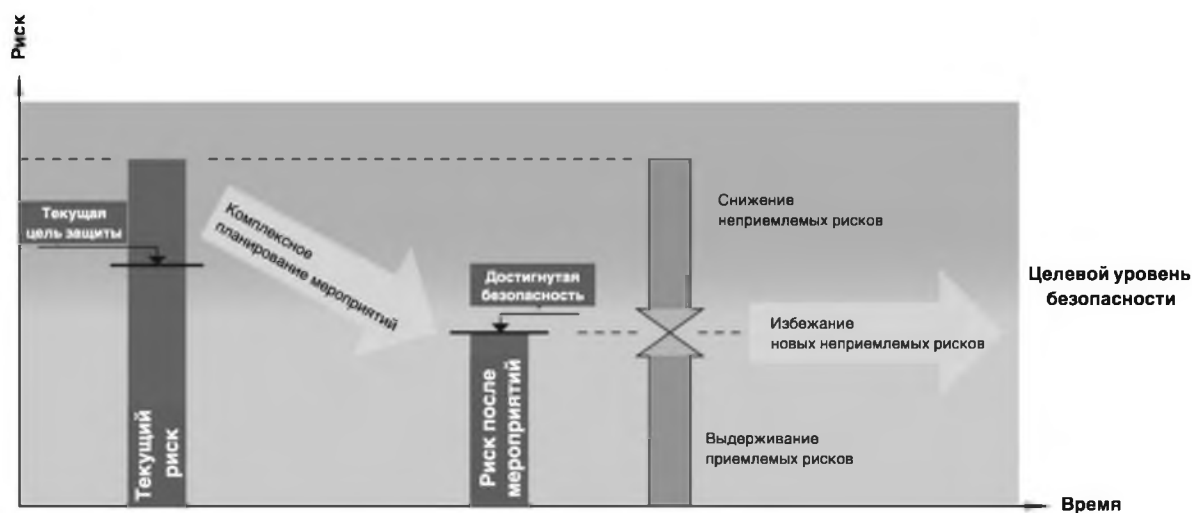 Риск
Текущая
цель защиты
Комплексное
планирование мероприятий
Снижение
неприемлемых рисков
Достигнутая
безопасность
Целевой уровень
безопасности
Избежание
новых неприемлемых рисков
Текущий
риск
Риск после
мероприятий
Выдерживание
приемлемых рисков
Время